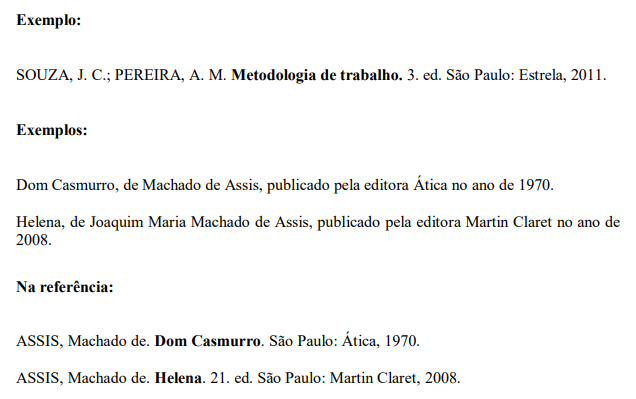 Exemplo:
SOUZA, J. C.; PEREIRA, A. M. Metodologia de trabalho. 3. ed. São Paulo: Estrela, 2011.
Exemplos:
Dom Casmurro, de Machado de Assis, publicado pela editora Ática no ano de 1970.
Helena, de Joaquim Maria Machado de Assis, publicado pela editora Martin Claret no ano de
2008.
Na referência:
ASSIS, Machado de. Dom Casmurro. São Paulo: Ática, 1970.
ASSIS, Machado de. Helena. 21. ed. São Paulo: Martin Claret, 2008.